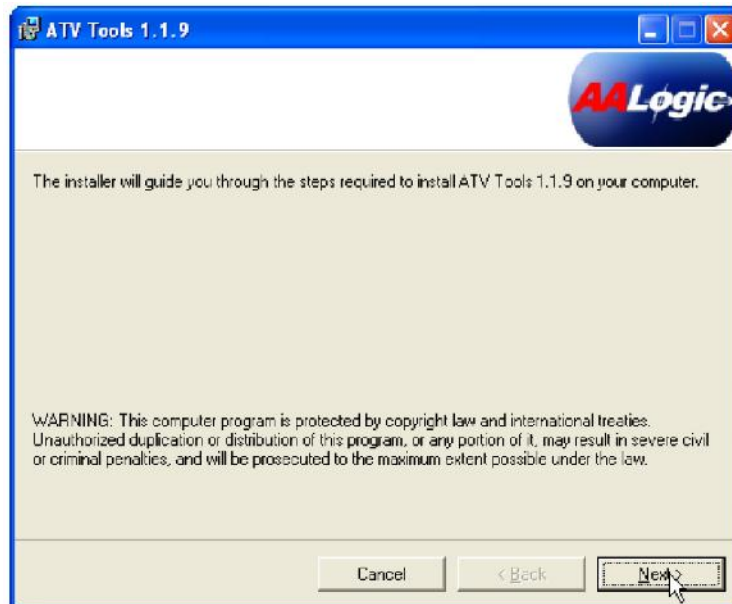 ATV Tools 1.1.9
AALogic
The installer will guide you through the steps required to install ATV Tools 1.1.9 on your computer.
WARNING: This computer program is protected by copyright law and international treaties.
Unauthorized duplication or distribution of this program, or any portion of it, may result in severe civil
or criminal penalties, and will be prosecuted to the maximum extent possible under the law.
Cancel
< Back
Next >